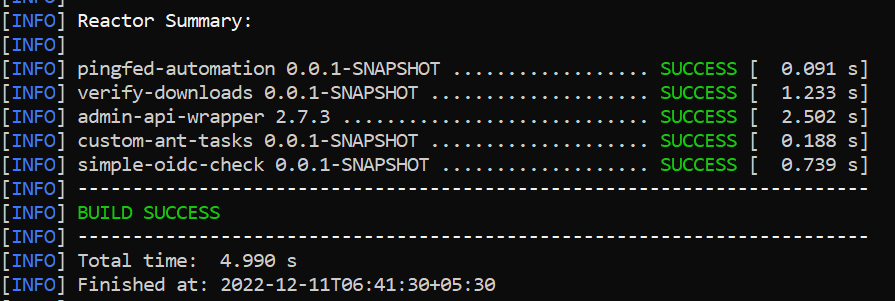 [INFO] Reactor Summary:
[INFO]
[INFO] pingfed-automation 0.0.1-SNAPSHOT .................. SUCCESS [  0.091 s]
[INFO] verify-downloads 0.0.1-SNAPSHOT .................... SUCCESS [  1.233 s]
[INFO] admin-api-wrapper 2.7.3 ............................ SUCCESS [  2.502 s]
[INFO] custom-ant-tasks 0.0.1-SNAPSHOT .................... SUCCESS [  0.188 s]
[INFO] simple-oidc-check 0.0.1-SNAPSHOT ................... SUCCESS [  0.739 s]
[INFO] ------------------------------------------------------------------------
[INFO] BUILD SUCCESS
[INFO] ------------------------------------------------------------------------
[INFO] Total time:  4.990 s
[INFO] Finished at: 2022-12-11T06:41:30+05:30